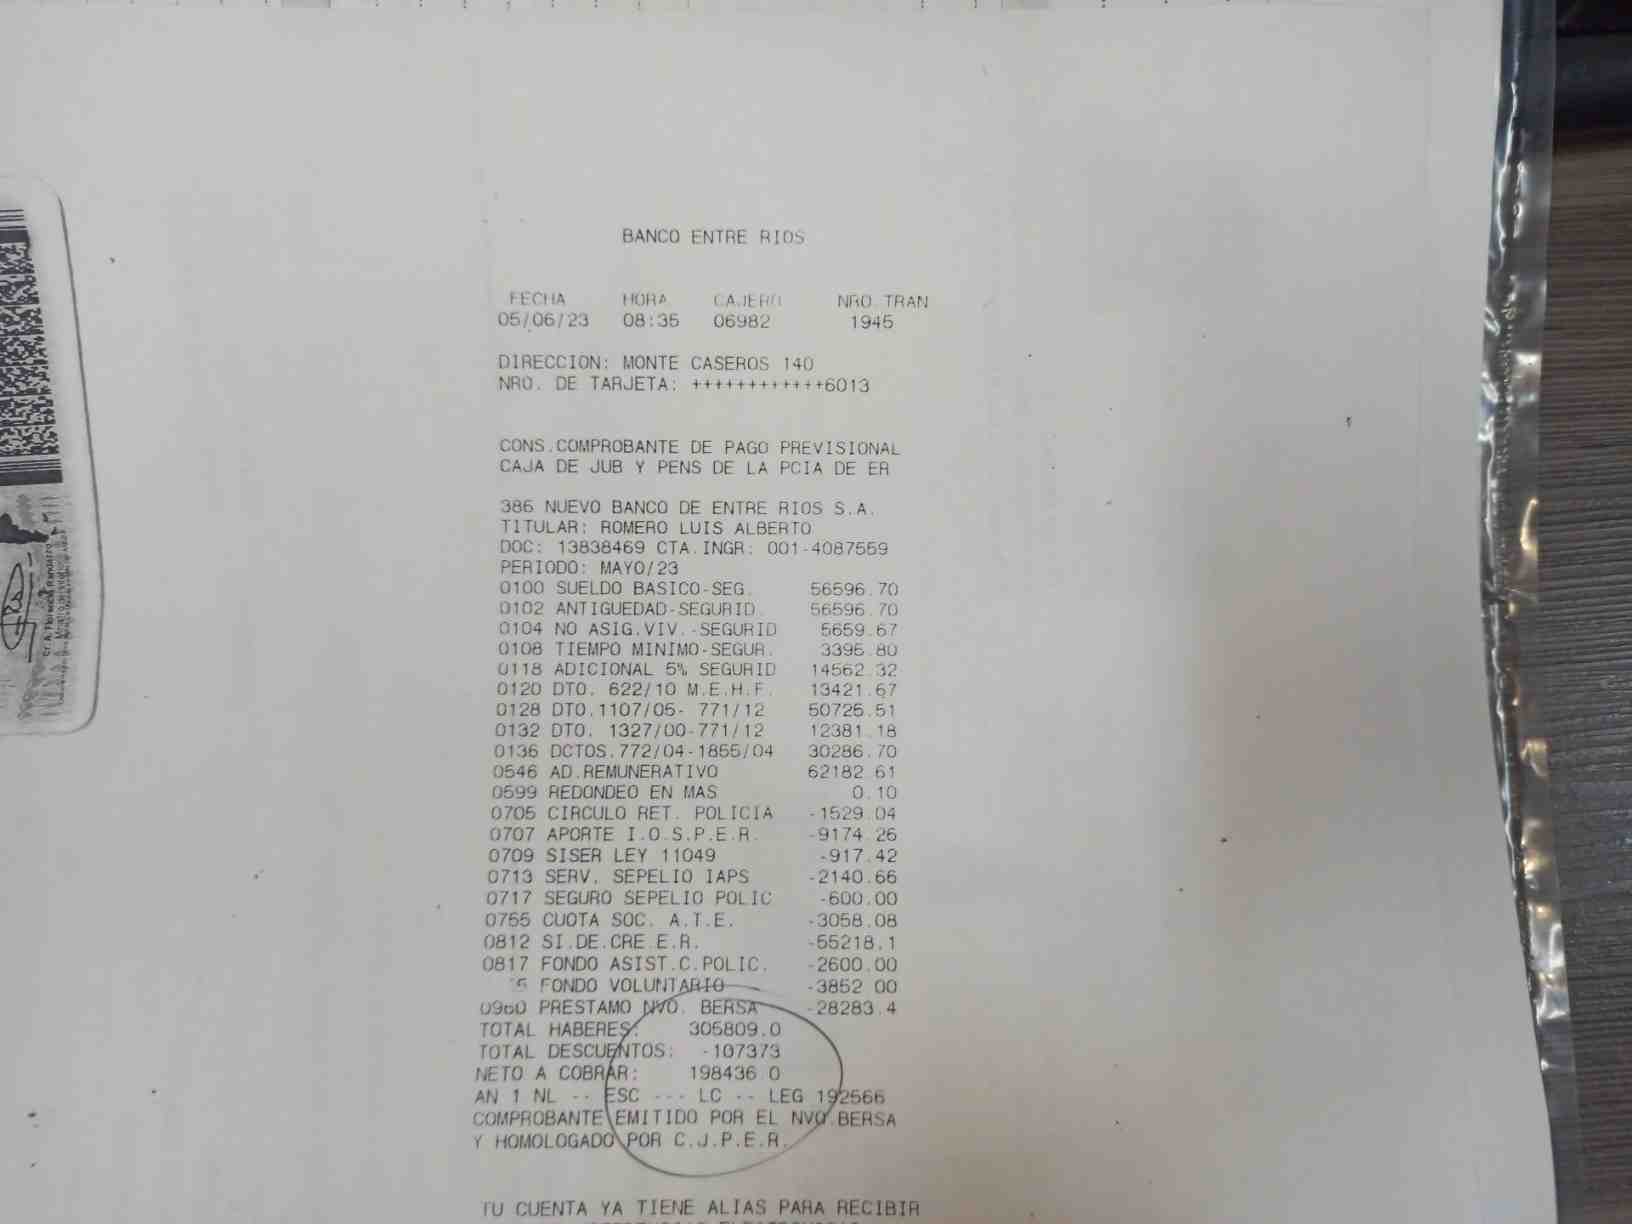 BANCO ENTRE RIOS
FECHA HORA CAJERO NRO.TRAN
05/06/23 08:35 06982 1945
DIRECCION: MONTE CASEROS 140
NRO. DE TARJETA: ++++++++++++6013
CONS.COMPROBANTE DE PAGO PREVISIONAL
CAJA DE JUB Y PENS DE LA PCIA DE ER
386 NUEVO BANCO DE ENTRE RIOS S.A.
TITULAR: ROMERO LUIS ALBERTO
DOC: 13838469 CTA.INGR: 001-4087559
PERIODO: MAYO/23
0100 SUELDO BASICO-SEG. 56596.70
0102 ANTIGUEDAD-SEGURID. 56596.70
0104 NO ASIG.VIV.-SEGURID 5659.67
0108 TIEMPO MINIMO-SEGUR. 3395.80
0118 ADICIONAL 5% SEGURID 14562.32
0120 DTO. 622/10 M.E.H.F. 13421.67
0128 DTO.1107/05- 771/12 50725.51
0132 DTO. 1327/00-771/12 12381.18
0136 DCTOS.772/04-1855/04 30286.70
0546 AD.REMUNERATIVO 62182.61
0599 REDONDEO EN MAS 0.10
0705 CIRCULO RET. POLICIA -1529.04
0707 APORTE I.O.S.P.E.R. -9174.26
0709 SISER LEY 11049 -917.42
0713 SERV. SEPELIO IAPS -2140.66
0717 SEGURO SEPELIO POLIC -600.00
0755 CUOTA SOC. A.T.E. -3058.08
0812 SI.DE.CRE.E.R. -55218.1
0817 FONDO ASIST.C.POLIC. -2600.00
5 FONDO VOLUNTARIO -3852.00
0960 PRESTAMO NVO. BERSA -28283.4
TOTAL HABERES: 305809.0
TOTAL DESCUENTOS: -107373
NETO A COBRAR: 198436.0
AN 1 NL -- ESC --- LC -- LEG 192566
COMPROBANTE EMITIDO POR EL NVO.BERSA
Y HOMOLOGADO POR C.J.P.E.R.
TU CUENTA YA TIENE ALIAS PARA RECIBIR